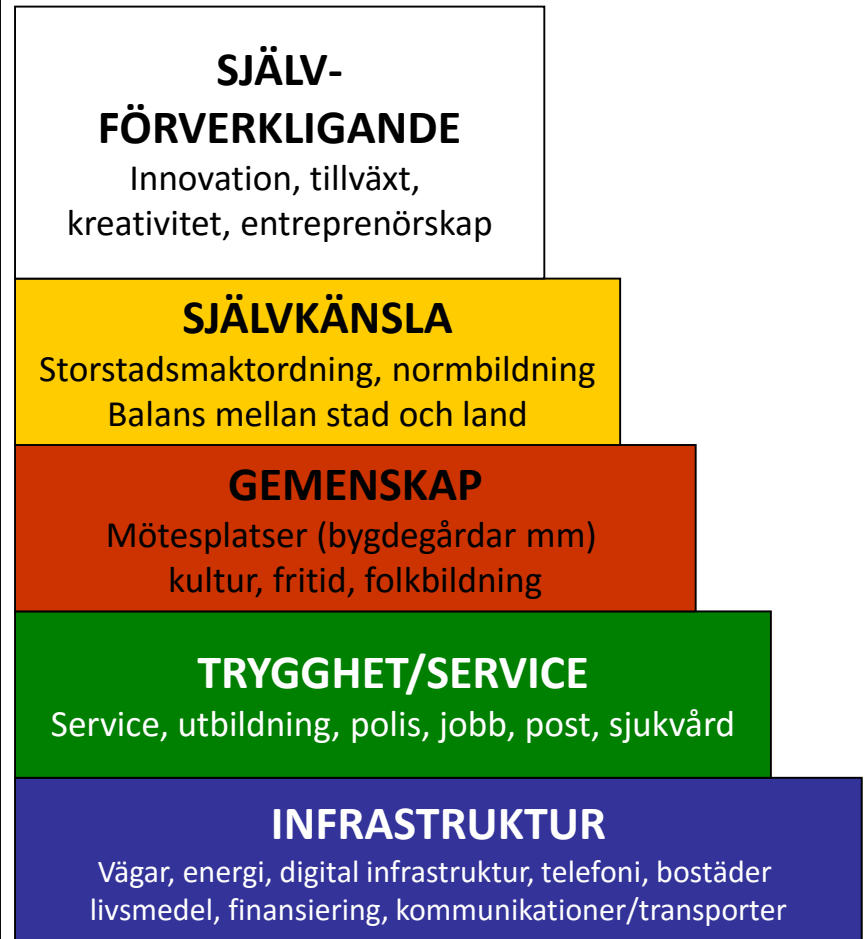 SJÄLV-
FÖRVERKLIGANDE
Innovation, tillväxt,
kreativitet, entreprenörskap
SJÄLVKÄNSLA
Storstadsmaktordning, normbildning
Balans mellan stad och land
GEMENSKAP
Mötesplatser (bygdegårdar mm)
kultur, fritid, folkbildning
TRYGGHET/SERVICE
Service, utbildning, polis, jobb, post, sjukvård
INFRASTRUKTUR
Vägar, energi, digital infrastruktur, telefoni, bostäder
livsmedel, finansiering, kommunikationer/transporter